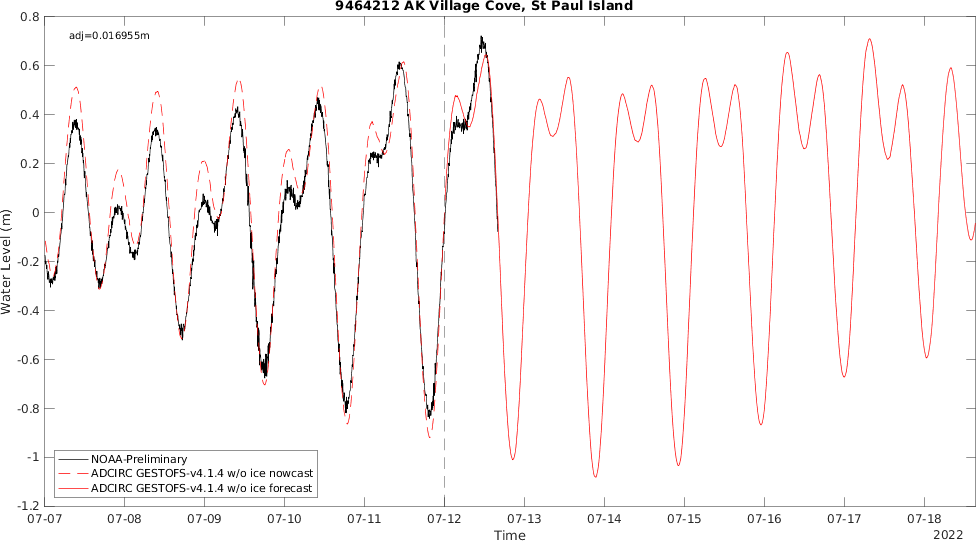 9464212 AK Village Cove, St Paul Island
adj=0.016955m
0.8
0.6
0.4
0.2
0
-0.2
-0.4
-0.6
-0.8
-1
-1.2
Water Level (m)
NOAA-Preliminary
ADCIRC GESTOFS-v4.1.4 w/o ice nowcast
ADCIRC GESTOFS-v4.1.4 w/o ice forecast
07-07 07-08 07-09 07-10 07-11 07-12 07-13 07-14 07-15 07-16 07-17 07-18
Time
2022